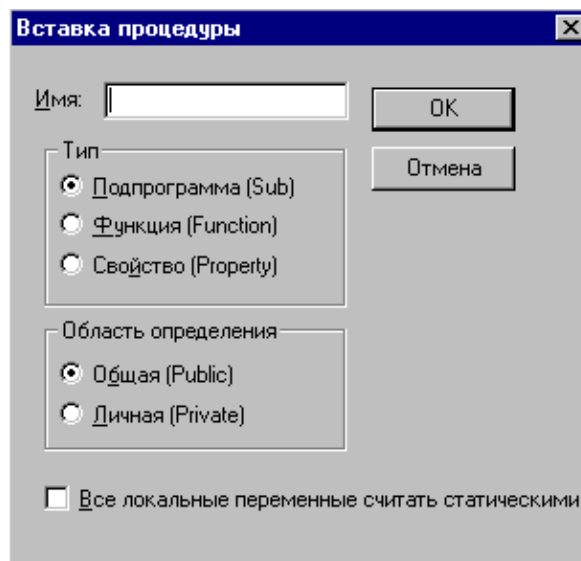 Вставка процедуры
Имя:
OK
Тип
Отмена
Подпрограмма (Sub)
Функция (Function)
Свойство (Property)
Область определения
Общая (Public)
Личная (Private)
Все локальные переменные считать статическими